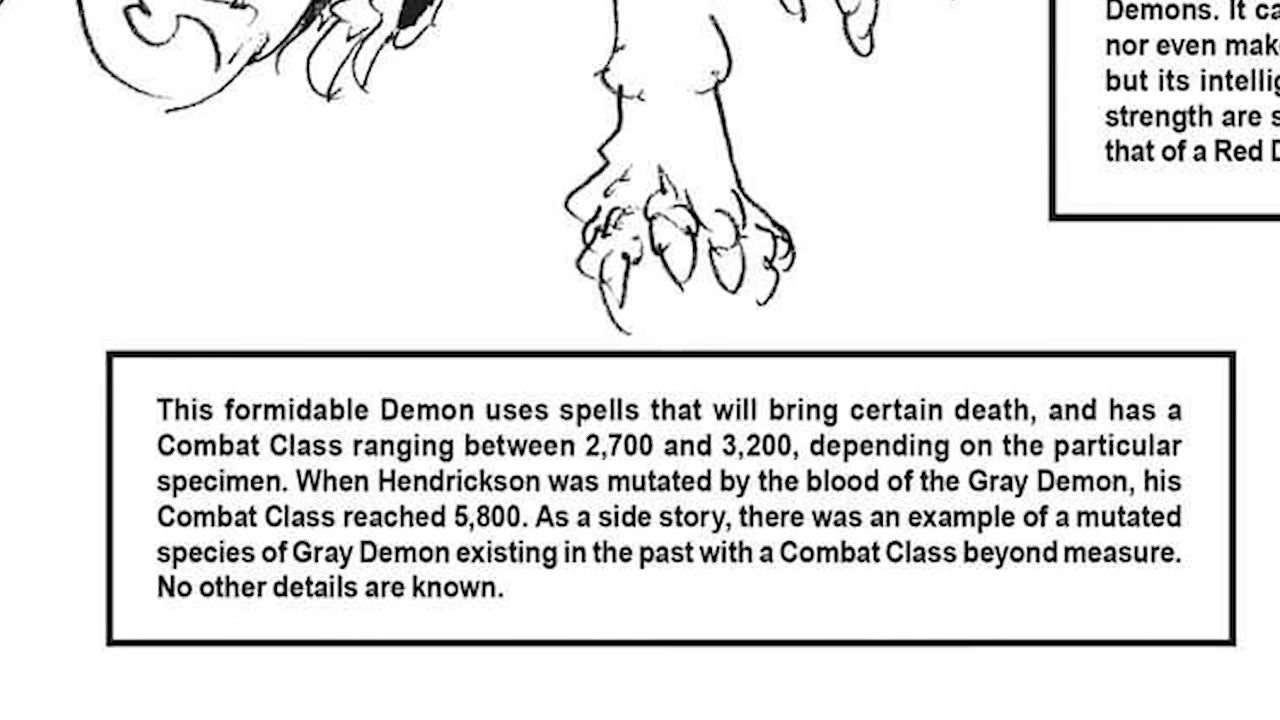 Demons. It
nor even
but its
strength are
that of a Red
This formidable Demon uses spells that will bring certain death, and has a
Combat Class ranging between 2,700 and 3,200, depending on the particular
specimen. When Hendrickson was mutated by the blood of the Gray Demon, his
Combat Class reached 5,800. As a side story, there was an example of a mutated
species of Gray Demon existing in the past with a Combat Class beyond measure.
No other details are known.